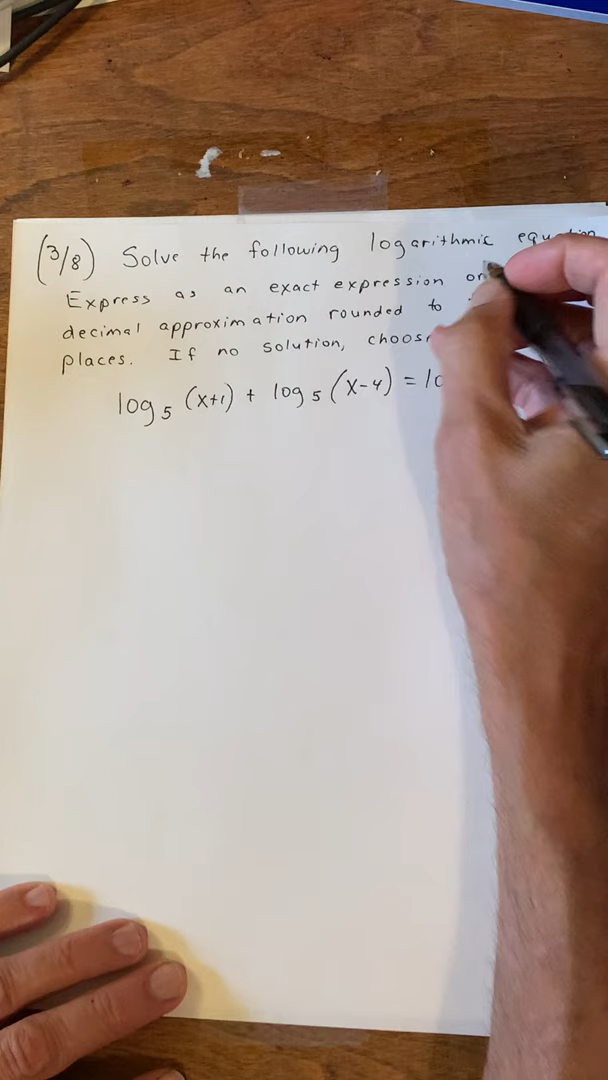 (3/8) Solve the following logarithmic
Express as an exact expression or
decimal approximation rounded to
places. If no solution,
log₅ (x+1) + log₅ (x-4) =